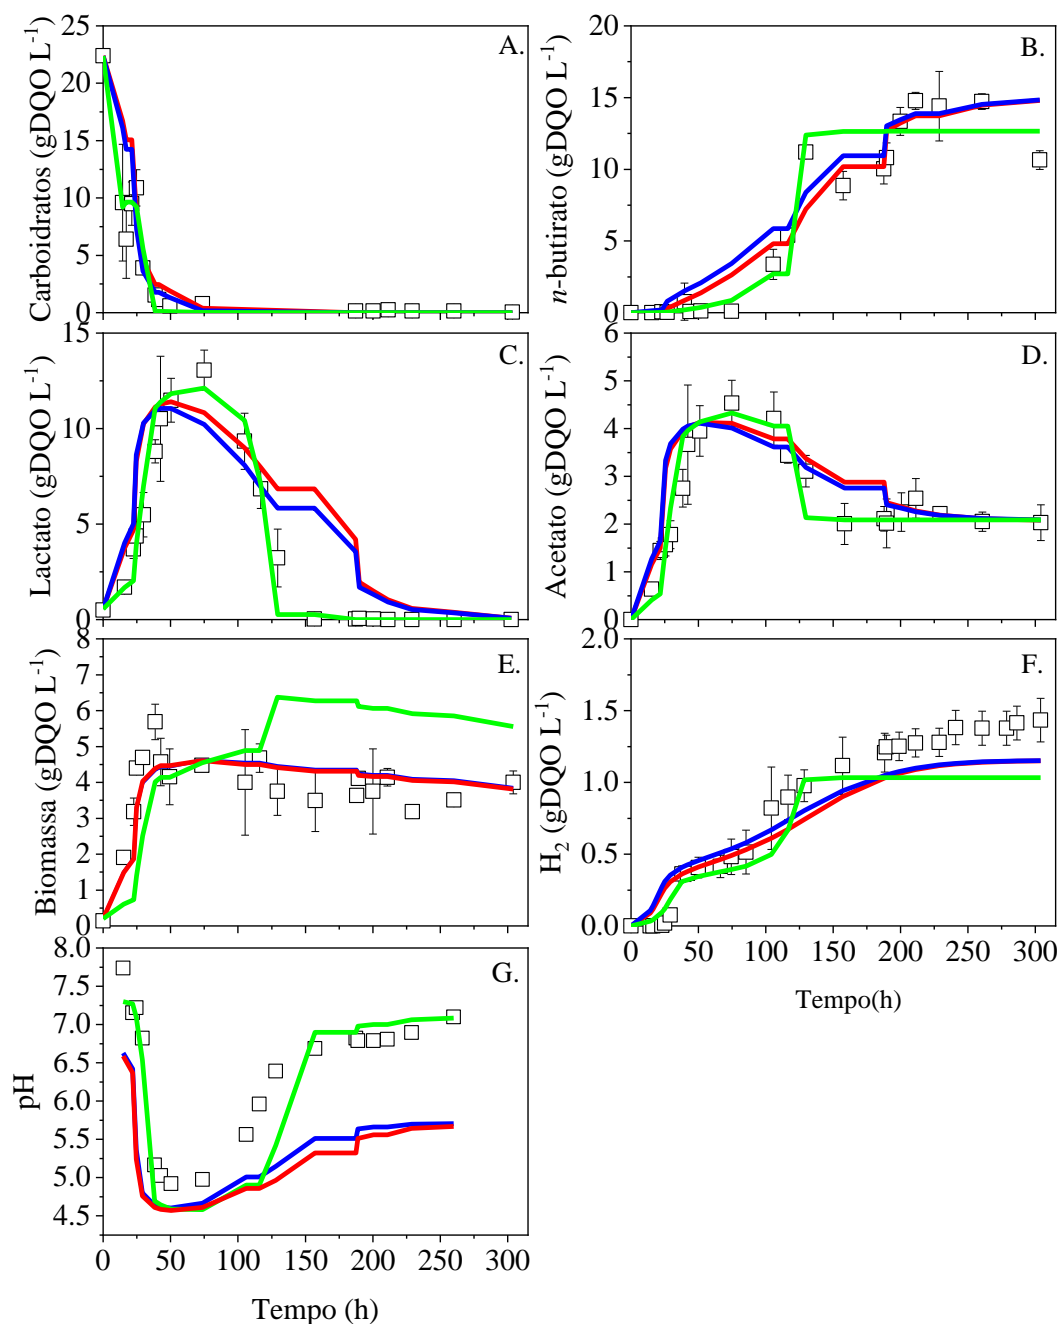 A.
Carboidratos (gDQO L⁻¹)
25
20
15
10
5
0
B.
n-butirato (gDQO L⁻¹)
20
15
10
5
0
C.
Lactato (gDQO L⁻¹)
15
10
5
0
D.
Acetato (gDQO L⁻¹)
6
5
4
3
2
1
0
E.
Biomassa (gDQO L⁻¹)
8
7
6
5
4
3
2
1
0
F.
H₂ (gDQO L⁻¹)
2.0
1.5
1.0
0.5
0.0
0 50 100 150 200 250 300
Tempo(h)
G.
pH
8.0
7.5
7.0
6.5
6.0
5.5
5.0
4.5
0 50 100 150 200 250 300
Tempo (h)